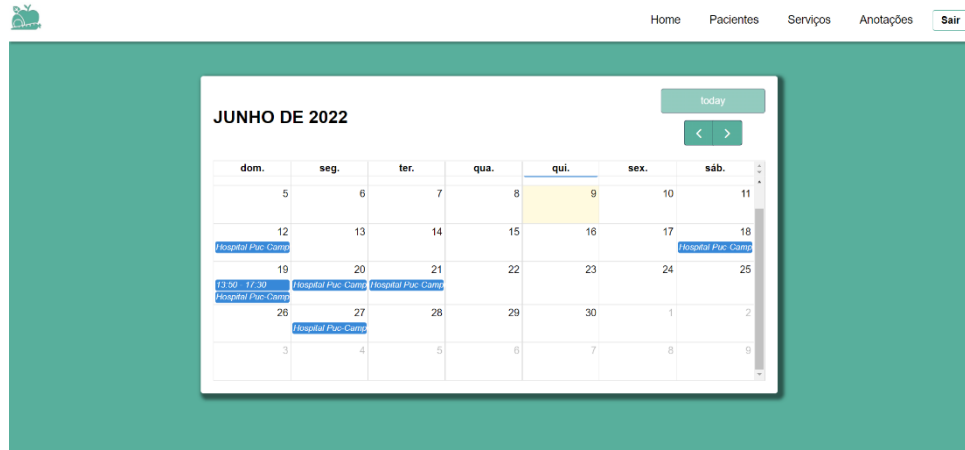 Home Pacientes Serviços Anotações Sair
today
JUNHO DE 2022
dom. seg. ter. qua. qui. sex. sáb.
5 6 7 8 9 10 11
12 13 14 15 16 17 18
Hospital Puc-Camp Hospital Puc-Camp
19 20 21 22 23 24 25
13:50 - 17:30 Hospital Puc-Camp Hospital Puc-Camp
Hospital Puc-Camp
26 27 28 29 30 1 2
Hospital Puc-Camp
3 4 5 6 7 8 9